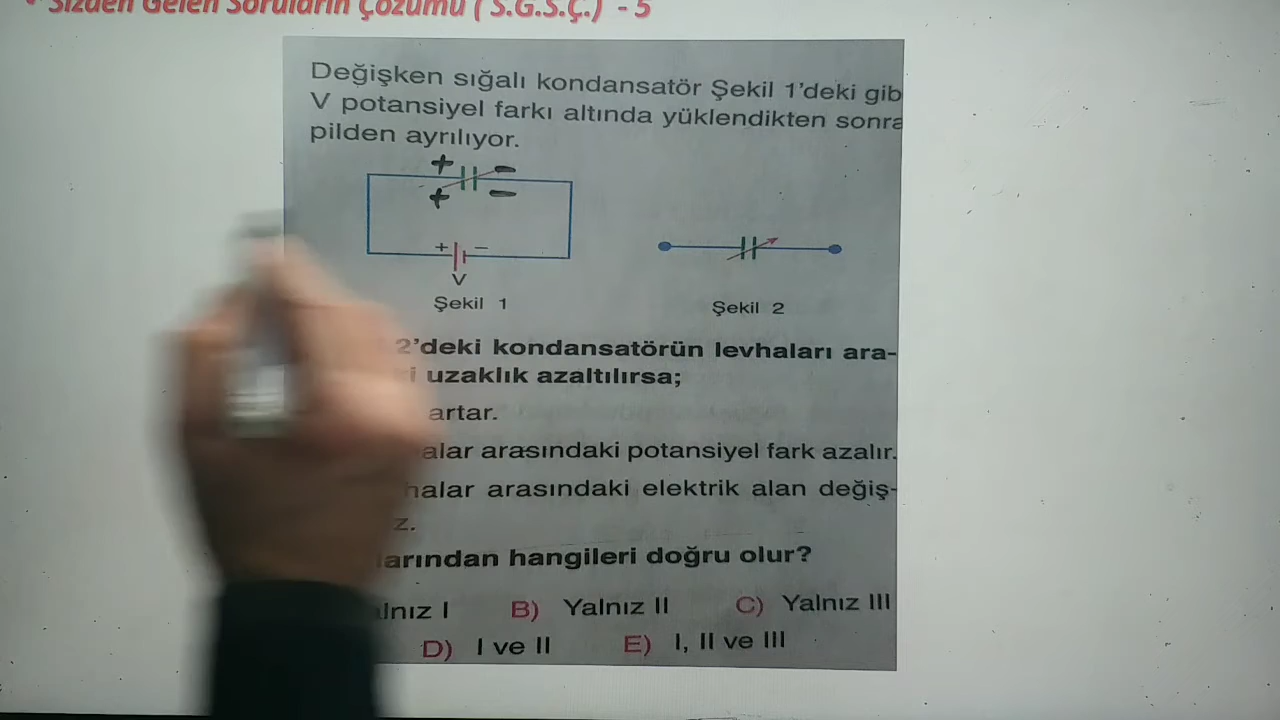 Sizden Gelen Soruların Çözümü ( S.G.S.Ç.) - 5
Değişken sığalı kondansatör Şekil 1'deki gib
V potansiyel farkı altında yüklendikten sonra
pilden ayrılıyor.
+ -
+ -
+ -
V
Şekil 1
Şekil 2
2'deki kondansatörün levhaları ara-
uzaklık azaltılırsa;
artar.
alar arasındaki potansiyel fark azalır.
halar arasındaki elektrik alan değiş-
z.
larından hangileri doğru olur?
lnız I B) Yalnız II C) Yalnız III
D) I ve II E) I, II ve III